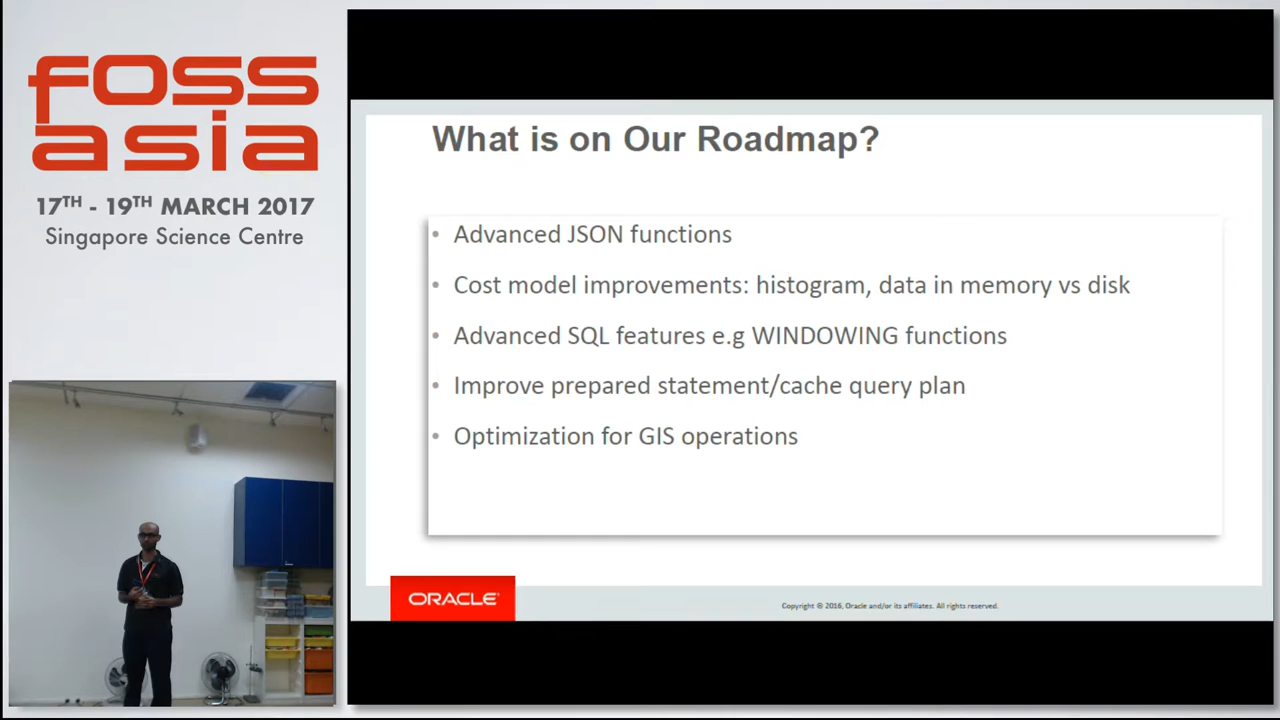 foss
asia
17TH - 19TH MARCH 2017
Singapore Science Centre
What is on Our Roadmap?
• Advanced JSON functions
• Cost model improvements: histogram, data in memory vs disk
• Advanced SQL features e.g WINDOWING functions
• Improve prepared statement/cache query plan
• Optimization for GIS operations
ORACLE®
Copyright © 2016, Oracle and/or its affiliates. All rights reserved.